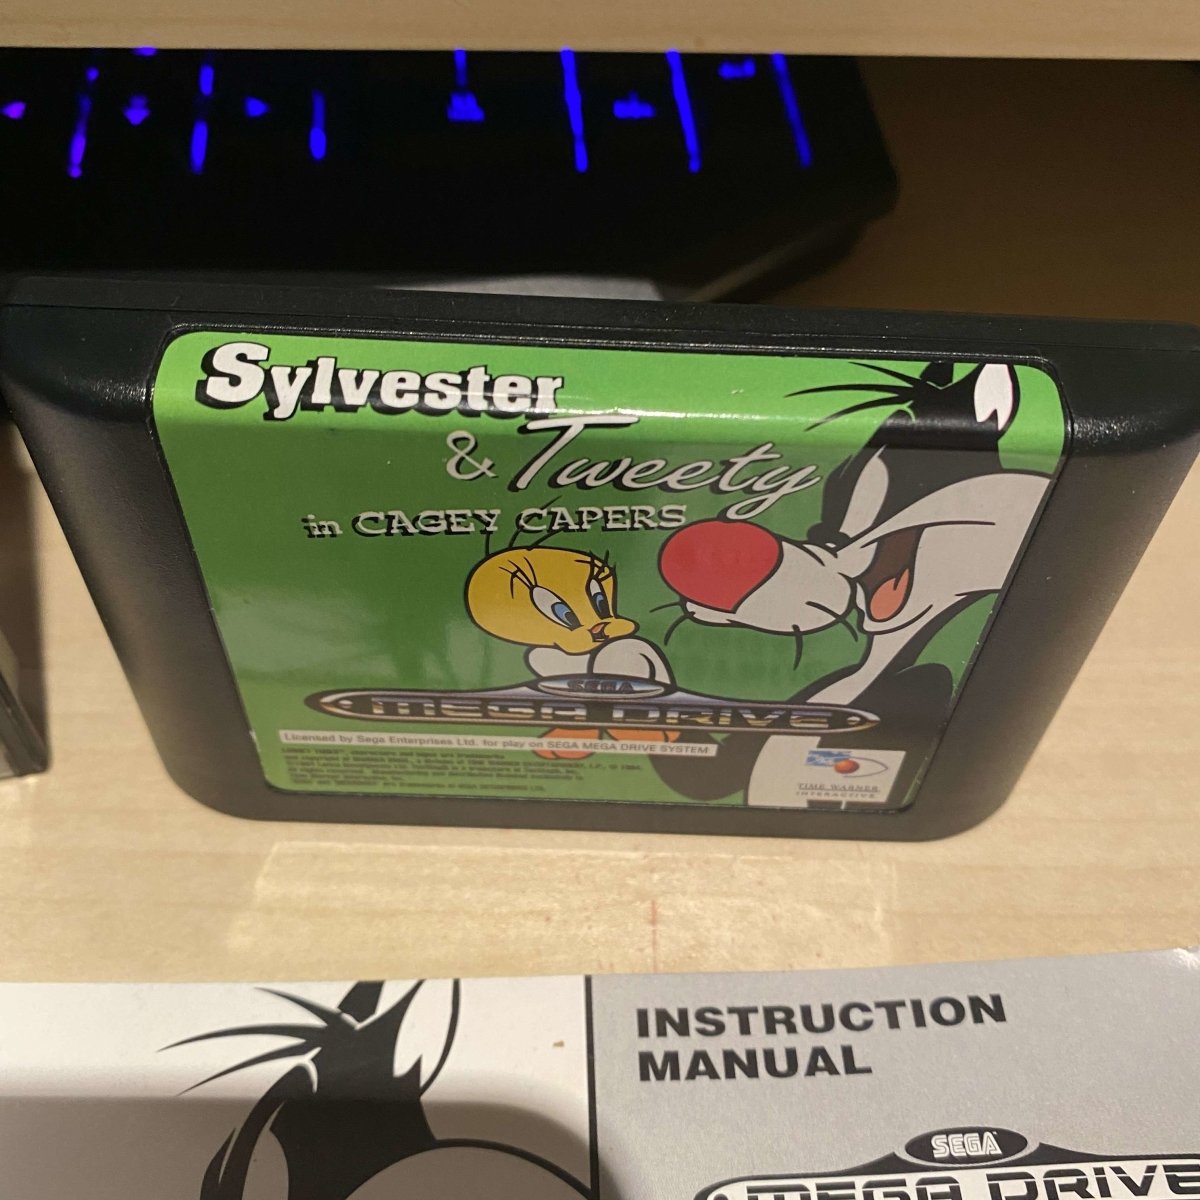 Sylvester
& Tweety
in CAGEY CAPERS
SEGA
MEGA DRIVE
Licensed by Sega Enterprises Ltd. for play on SEGA MEGA DRIVE SYSTEM
TIME WARNER
INTERACTIVE
INSTRUCTION
MANUAL
SEGA
MEGA DRIVE